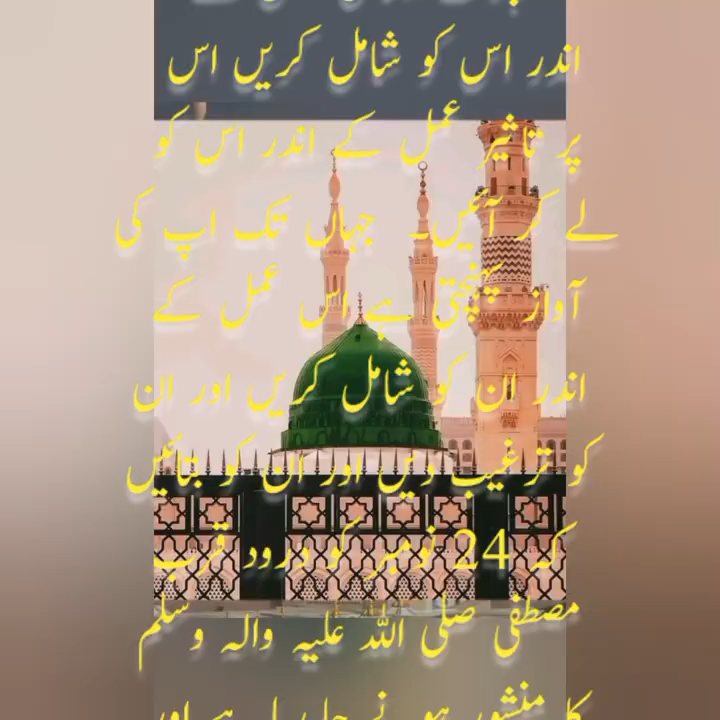 اندر اس کو شامل کریں اس
پر تاثیر عمل کے اندر اس کو
لے کر آئیں۔ جہاں تک اپ کی
آواز پہنچتی ہے اس عمل کے
اندر ان کو شامل کریں اور ان
کو ترغیب دیں اور ان کو بتائیں
کہ 24 نومبر کو درود قرب
مصطفی صلی اللہ علیہ والہ وسلم